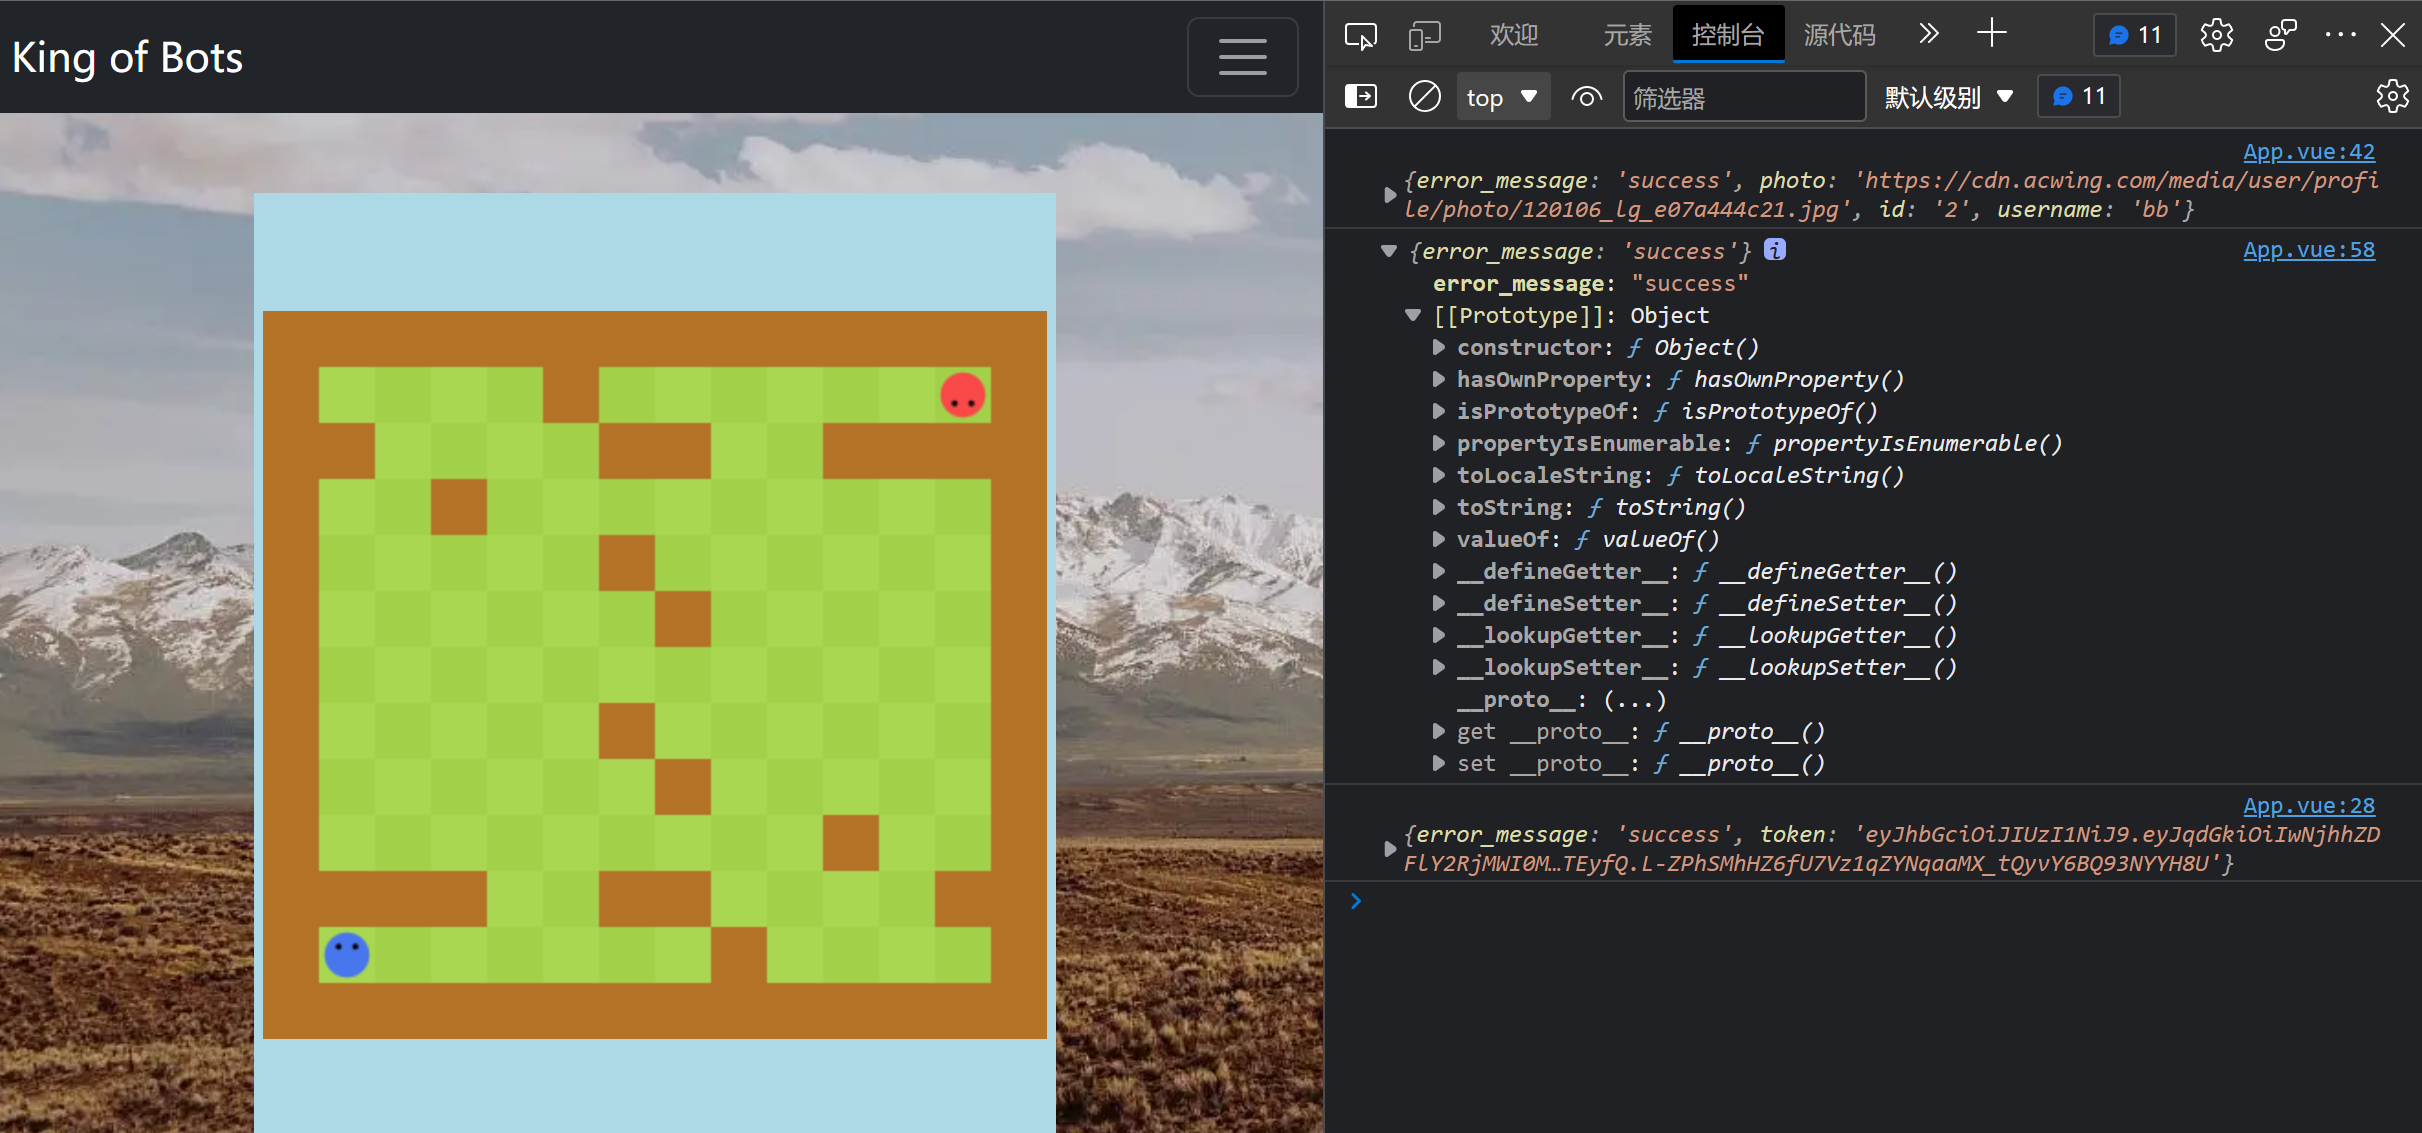 King of Bots
欢迎
元素
控制台
源代码
11
top
筛选器
默认级别
11
App.vue:42
{error_message: 'success', photo: 'https://cdn.acwing.com/media/user/profi
le/photo/120106_lg_e07a444c21.jpg', id: '2', username: 'bb'}
{error_message: 'success'} i
App.vue:58
error_message: "success"
[[Prototype]]: Object
constructor: ƒ Object()
hasOwnProperty: ƒ hasOwnProperty()
isPrototypeOf: ƒ isPrototypeOf()
propertyIsEnumerable: ƒ propertyIsEnumerable()
toLocaleString: ƒ toLocaleString()
toString: ƒ toString()
valueOf: ƒ valueOf()
__defineGetter__: ƒ __defineGetter__()
__defineSetter__: ƒ __defineSetter__()
__lookupGetter__: ƒ __lookupGetter__()
__lookupSetter__: ƒ __lookupSetter__()
__proto__: (...)
get __proto__: ƒ __proto__()
set __proto__: ƒ __proto__()
App.vue:28
{error_message: 'success', token: 'eyJhbGciOiJIUzI1NiJ9.eyJqdGkiOiIwNjhhZD
FlY2RjMWI0M…TEyfQ.L-ZPhSMhHZ6fU7Vz1qZYNqaaMX_tQyvY6BQ93NYYH8U'}